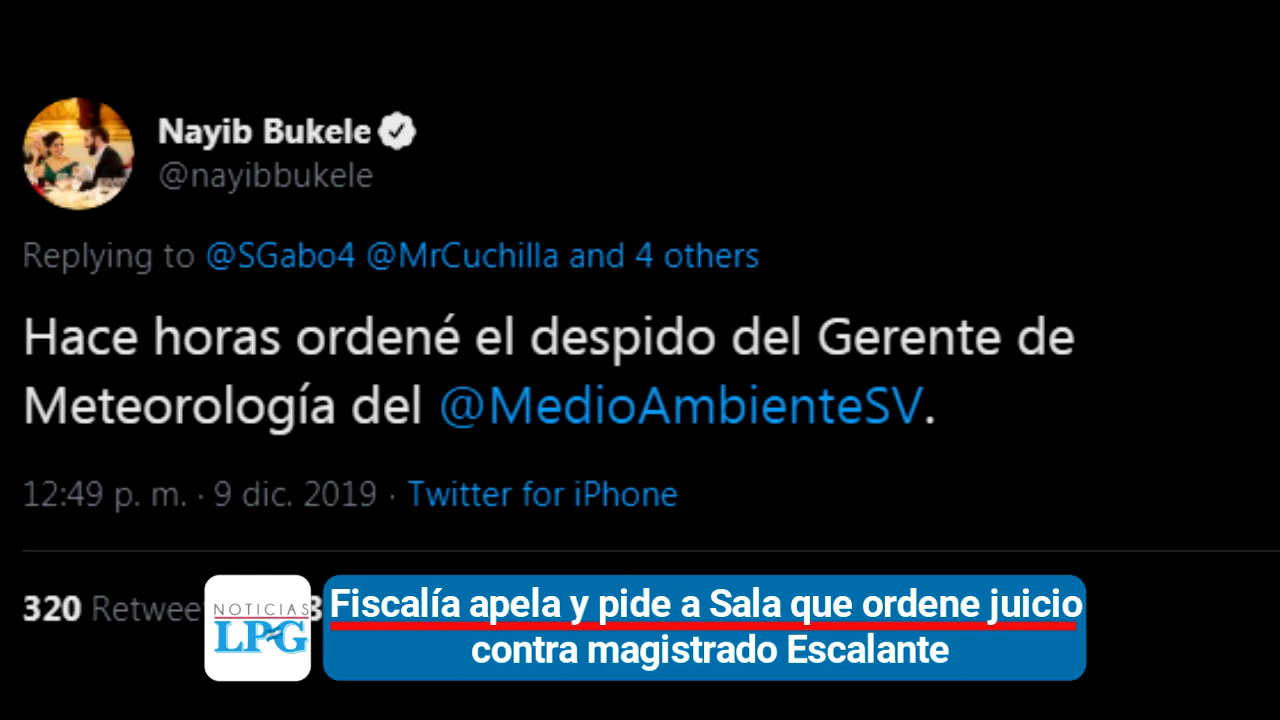 Nayib Bukele
@nayibbukele
Replying to @SGabo4 @MrCuchilla and 4 others
Hace horas ordené el despido del Gerente de
Meteorología del @MedioAmbienteSV.
12:49 p. m. · 9 dic. 2019 · Twitter for iPhone
320 Retwee
NOTICIAS
LPG
Fiscalía apela y pide a Sala que ordene juicio
contra magistrado Escalante